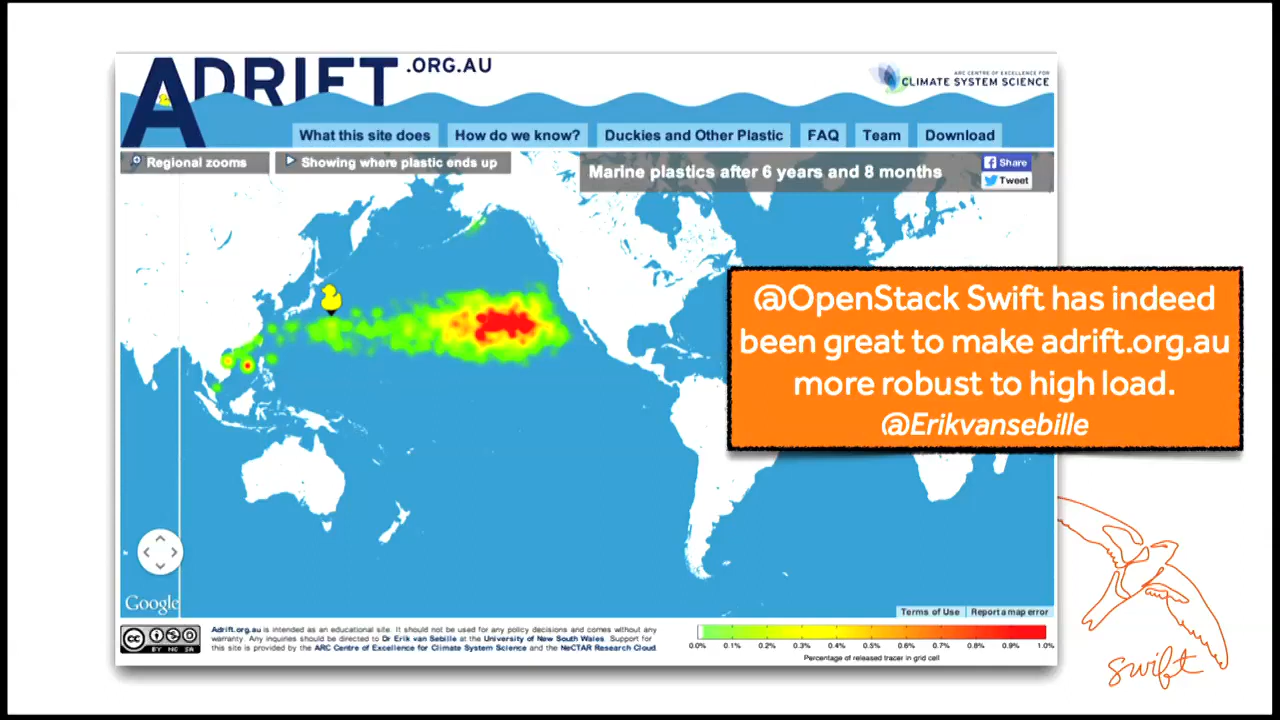 ADRIFT.ORG.AU
ARC CENTRE OF EXCELLENCE FOR
CLIMATE SYSTEM SCIENCE
What this site does
How do we know?
Duckies and Other Plastic
FAQ
Team
Download
Regional zooms
Showing where plastic ends up
Marine plastics after 6 years and 8 months
Share
Tweet
@OpenStack Swift has indeed
been great to make adrift.org.au
more robust to high load.
@Erikvansebille
Google
Terms of Use
Report a map error
cc
BY NC SA
Adrift.org.au is intended as an educational site. It should not be used for any policy decisions and comes without any
warranty. Any inquiries should be directed to Dr Erik van Sebille at the University of New South Wales. Support for
this site is provided by the ARC Centre of Excellence for Climate System Science and the NeCTAR Research Cloud.
0.0% 0.1% 0.2% 0.3% 0.4% 0.5% 0.6% 0.7% 0.8% 0.9% 1.0%
Percentage of released tracer in grid cell
swift